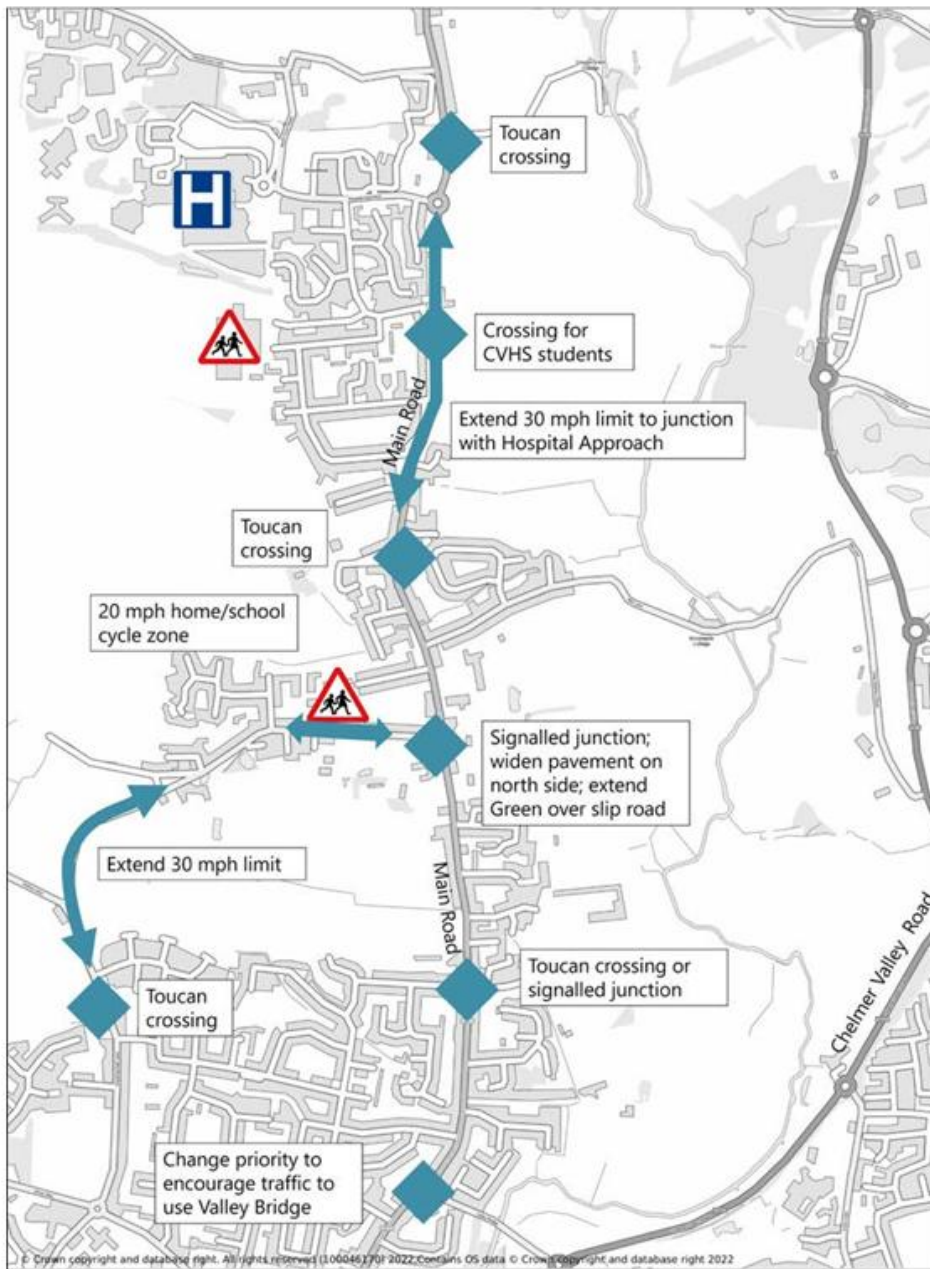 Toucan
crossing
H
Crossing for
CVHS students
Main Road
Extend 30 mph limit to junction
with Hospital Approach
Toucan
crossing
20 mph home/school
cycle zone
Signalled junction;
widen pavement on
north side; extend
Green over slip road
Extend 30 mph limit
Main Road
Chelmer Valley Road
Toucan
crossing
Toucan crossing or
signalled junction
Change priority to
encourage traffic to
use Valley Bridge
© Crown copyright and database right. All rights reserved (100046170) 2022 Contains OS data © Crown copyright and database right 2022